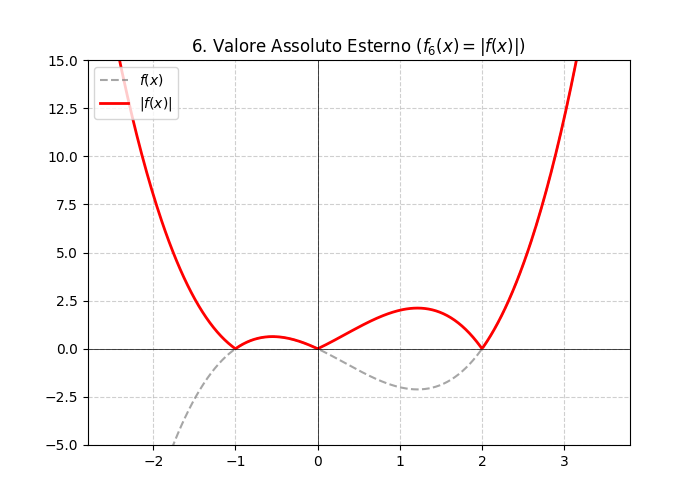 6. Valore Assoluto Esterno (f₆(x) = |f(x)|)
15.0
12.5
10.0
7.5
5.0
2.5
0.0
−2.5
−5.0
f(x)
|f(x)|
−2 −1 0 1 2 3